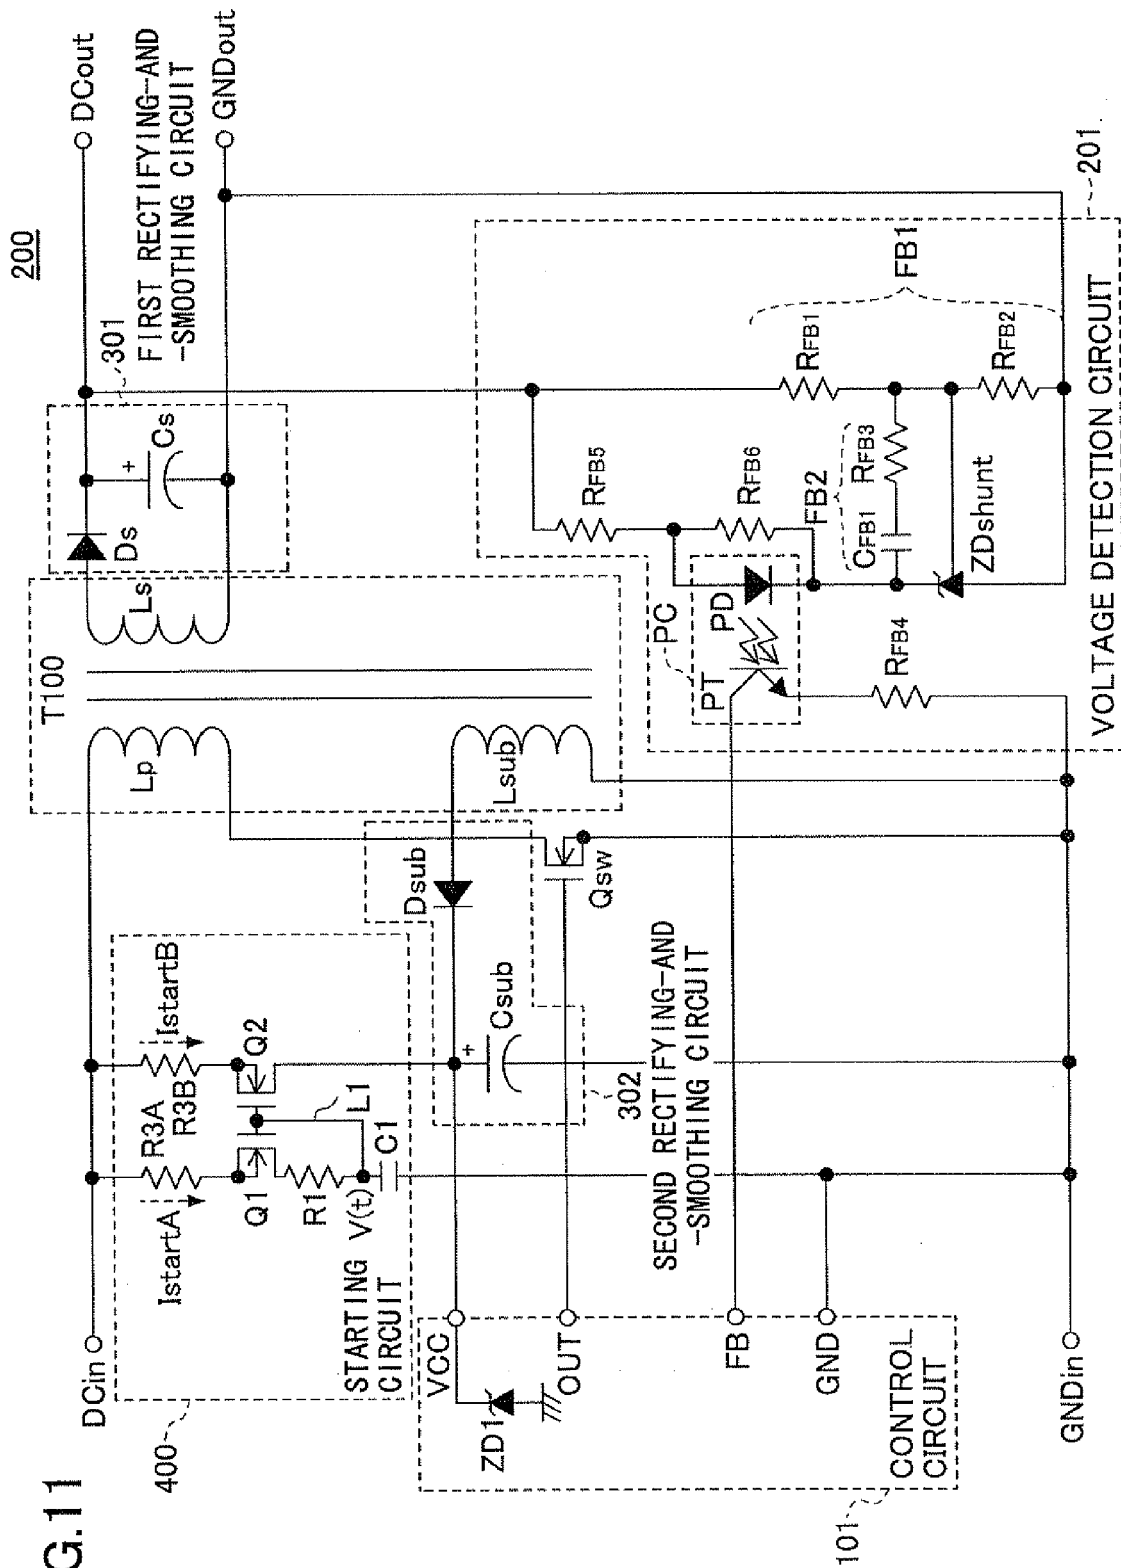 G.11
200
400
DCin
IstartA
R3A
R3B
IstartB
Q1
Q2
R1
L1
V(t)
C1
STARTING
CIRCUIT
T100
Lp
Ls
Lsub
301
Ds
+
Cs
DCout
FIRST RECTIFYING-AND
-SMOOTHING CIRCUIT
GNDout
Dsub
+
Csub
302
Qsw
SECOND RECTIFYING-AND
-SMOOTHING CIRCUIT
VCC
ZD1
OUT
FB
GND
CONTROL
CIRCUIT
101
GNDin
PC
PT
PD
RFB4
RFB5
RFB6
FB2
CFB1
RFB3
ZDshunt
RFB1
RFB2
FB1
VOLTAGE DETECTION CIRCUIT
201